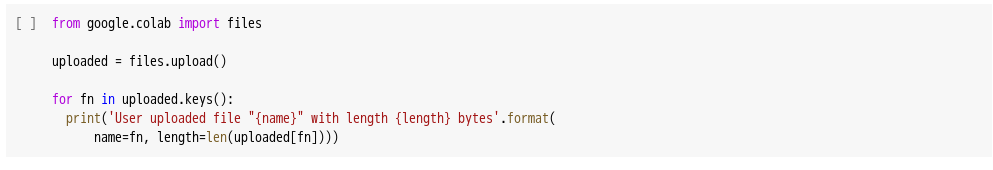 [ ] from google.colab import files
uploaded = files.upload()
for fn in uploaded.keys():
print('User uploaded file "{name}" with length {length} bytes'.format(
name=fn, length=len(uploaded[fn])))